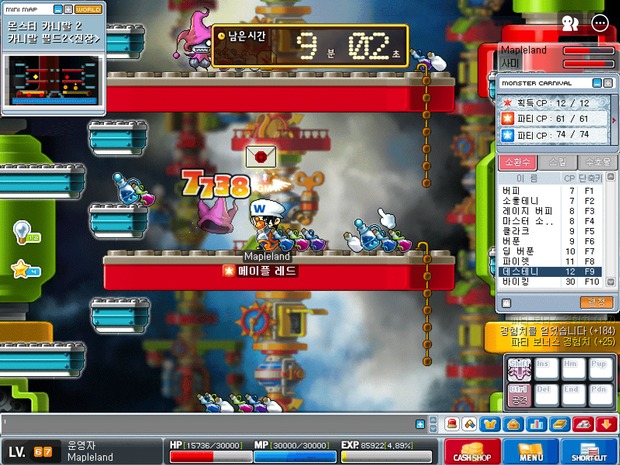 MINI MAP
WORLD
몬스터 카니발 2
카니발 필드2<진장>
남은시간
9 분 02 초
Mapleland
사미
MONSTER CARNIVAL
획득 CP : 12 / 12
파티 CP : 61 / 61
파티 CP : 74 / 74
소환수 스킬 수호물
이 름 CP 단축키
버피 7 F1
소울테니 7 F2
레이지 버피 8 F3
마스터 소.. 8 F4
클라크 9 F5
버푼 9 F6
딥 버푼 10 F7
파이렛 11 F8
데스테니 12 F9
바이킹 30 F10
7738
W
Mapleland
메이플 레드
경험치를 얻었습니다 (+184)
파티 보너스 경험치 (+25)
Shift Ins Hm Pup
Ctrl Del End Pdn
공격
LV. 67
운영자
Mapleland
HP [15736/30000]
MP [30000/30000]
EXP. 85922 [4.89%]
CASH SHOP
MENU
SHORT-CUT